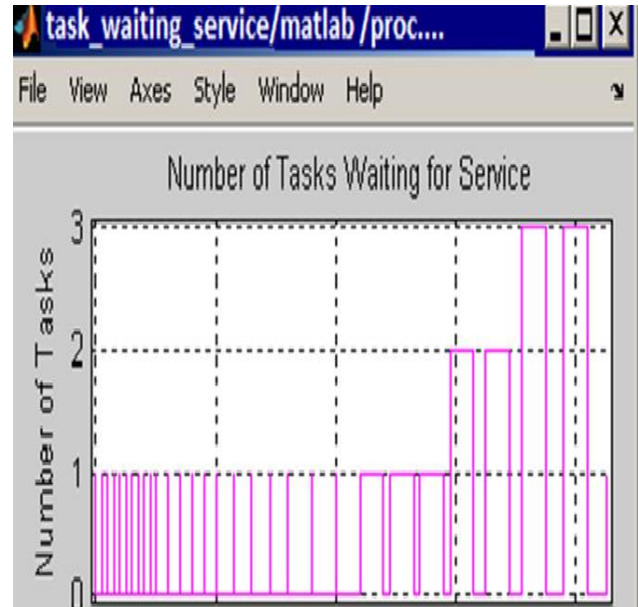 task_waiting_service/matlab /proc....
File View Axes Style Window Help
Number of Tasks Waiting for Service
Number of Tasks
3
2
1
0